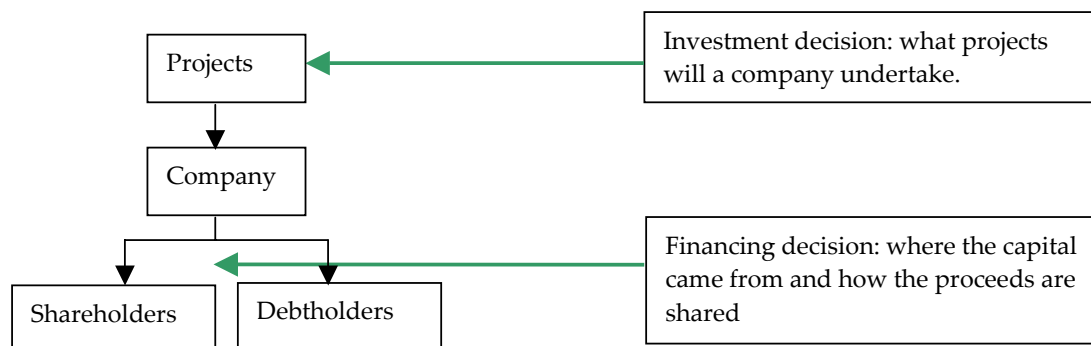 Projects
Investment decision: what projects
will a company undertake.
Company
Financing decision: where the capital
came from and how the proceeds are
shared
Shareholders
Debtholders